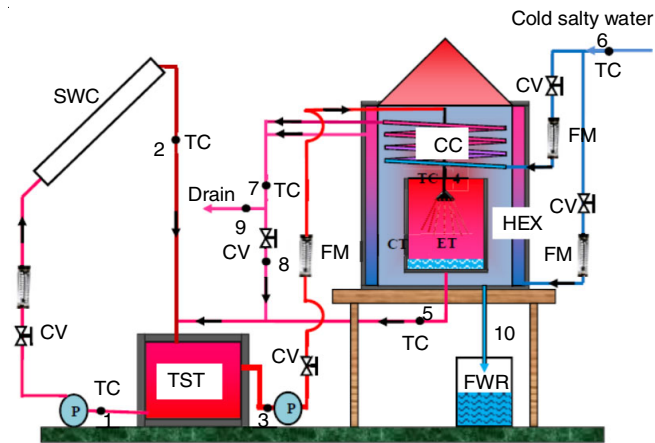 Cold salty water
6
TC
CV
SWC
FM
CC
2
TC
TC 4
7
TC
Drain
HEX
CV
9
CT
ET
CV
FM
FM
8
5
TC
10
CV
CV
TST
FWR
TC
P
P
1
3